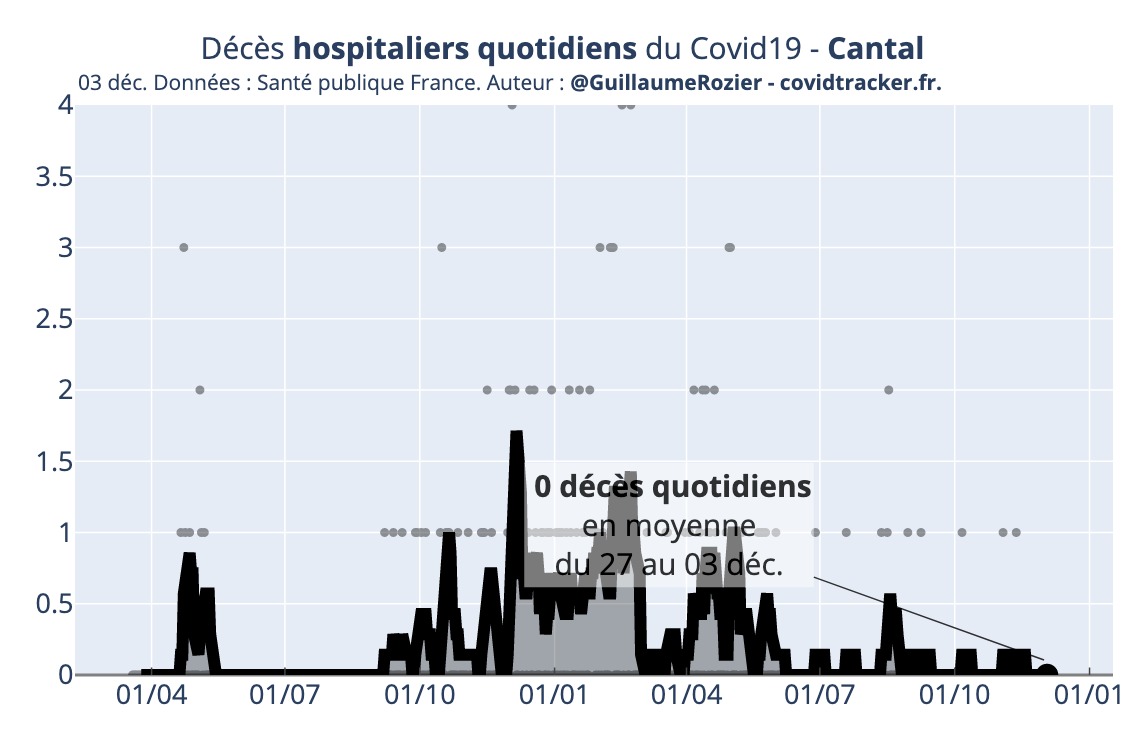 Décès hospitaliers quotidiens du Covid19 - Cantal
03 déc. Données : Santé publique France. Auteur : @GuillaumeRozier - covidtracker.fr.
4
3.5
3
2.5
2
1.5
1
0.5
0
0 décès quotidiens
en moyenne
du 27 au 03 déc.
01/04 01/07 01/10 01/01 01/04 01/07 01/10 01/01